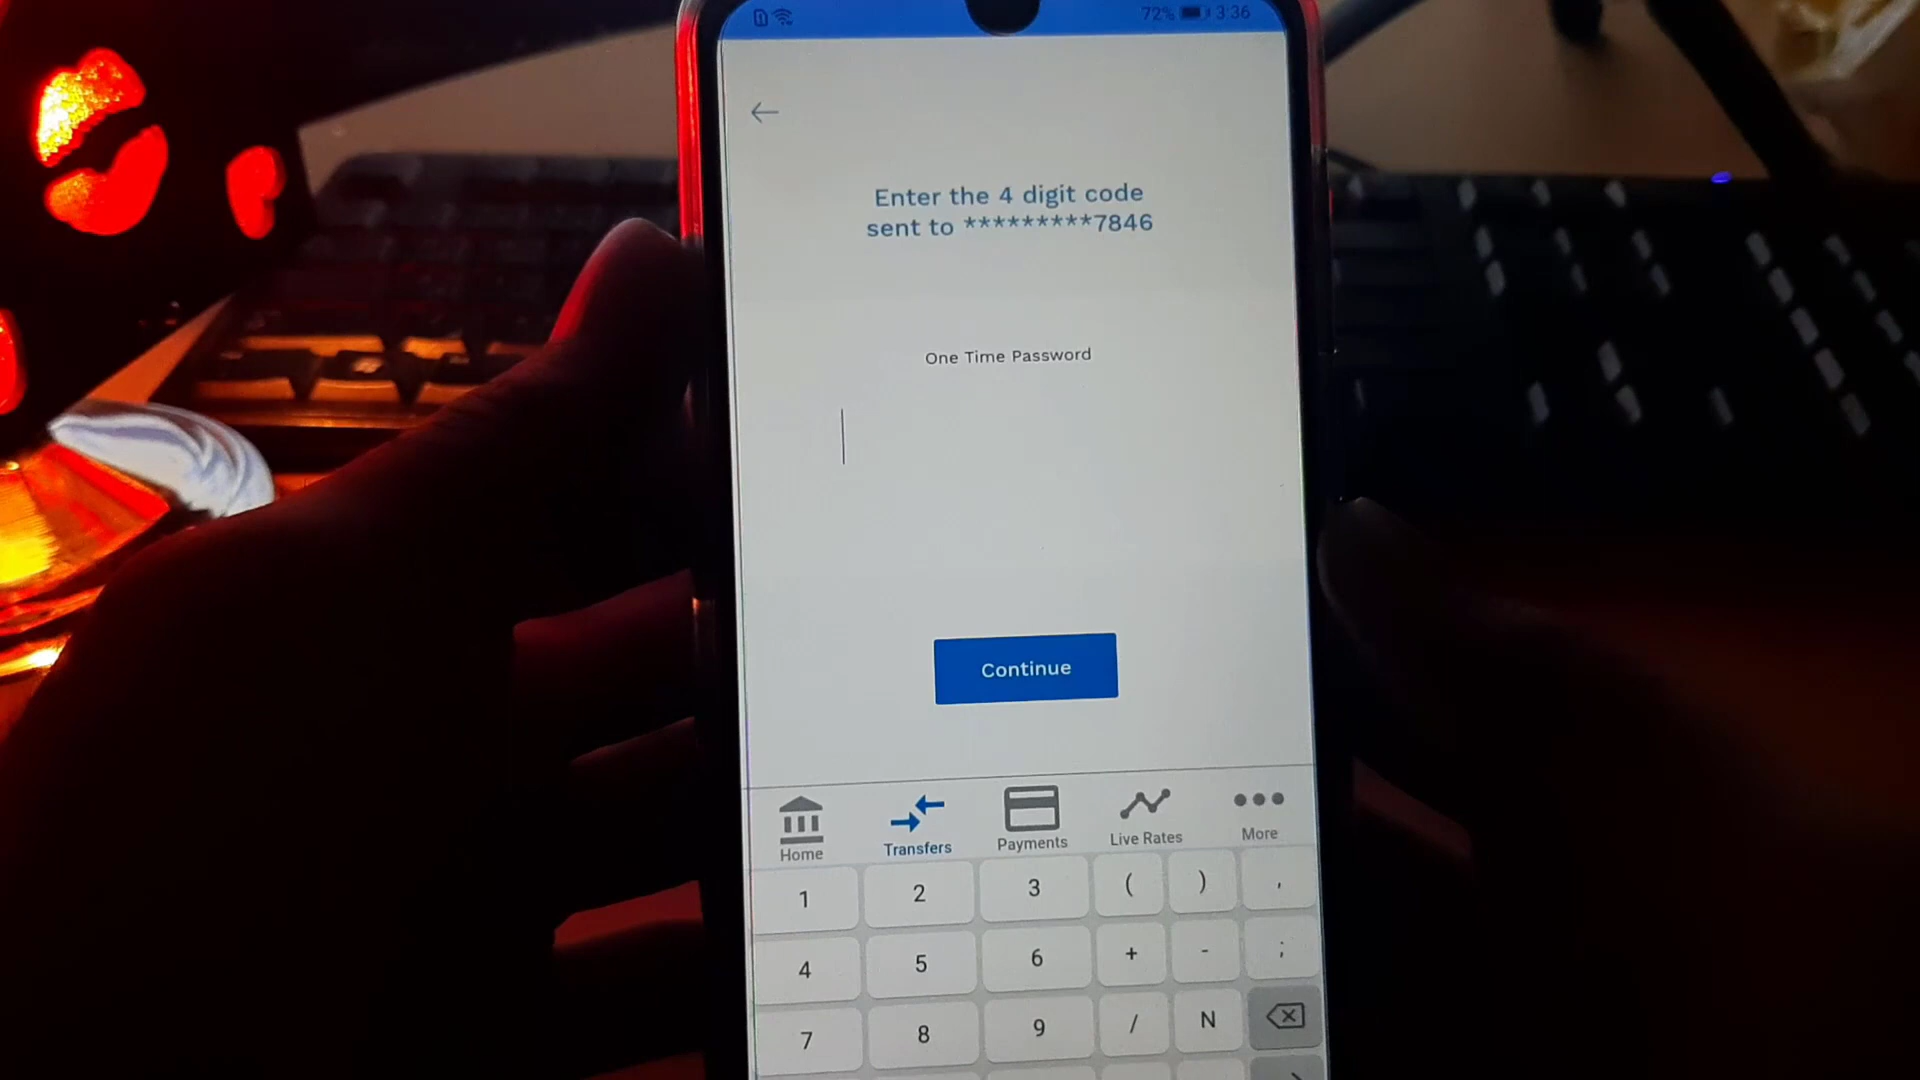 72% 3:36
Enter the 4 digit code
sent to *********7846
One Time Password
Continue
Home Transfers Payments Live Rates More
1 2 3 ( ) ,
4 5 6 + - ;
7 8 9 / N